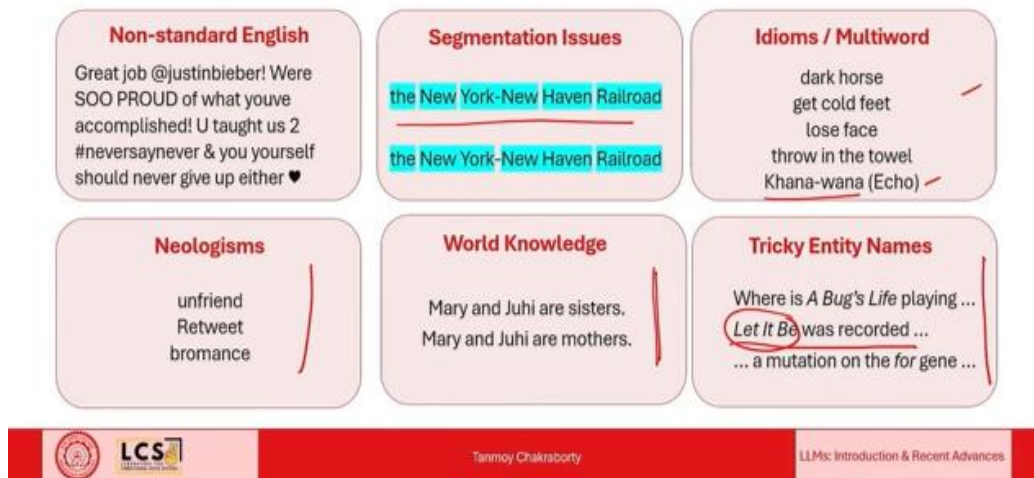 Non-standard English
Great job @justinbieber! Were
SOO PROUD of what youve
accomplished! U taught us 2
#neversaynever & you yourself
should never give up either ♥
Segmentation Issues
the New York-New Haven Railroad
the New York-New Haven Railroad
Idioms / Multiword
dark horse
get cold feet
lose face
throw in the towel
Khana-wana (Echo)
Neologisms
unfriend
Retweet
bromance
World Knowledge
Mary and Juhi are sisters.
Mary and Juhi are mothers.
Tricky Entity Names
Where is A Bug's Life playing ...
Let It Be was recorded ...
... a mutation on the for gene ...
LCS
Tanmoy Chakraborty
LLMs: Introduction & Recent Advances